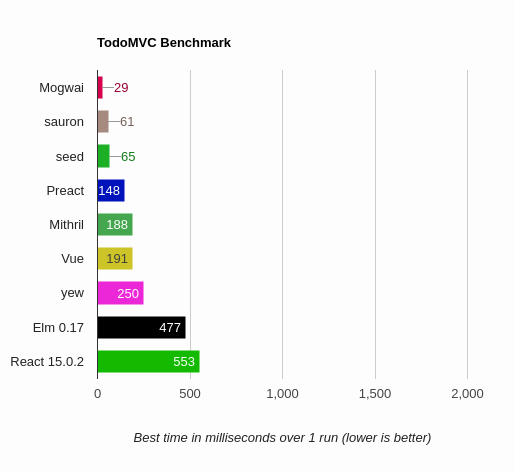 TodoMVC Benchmark
Mogwai 29
sauron 61
seed 65
Preact 148
Mithril 188
Vue 191
yew 250
Elm 0.17 477
React 15.0.2 553
0 500 1,000 1,500 2,000
Best time in milliseconds over 1 run (lower is better)